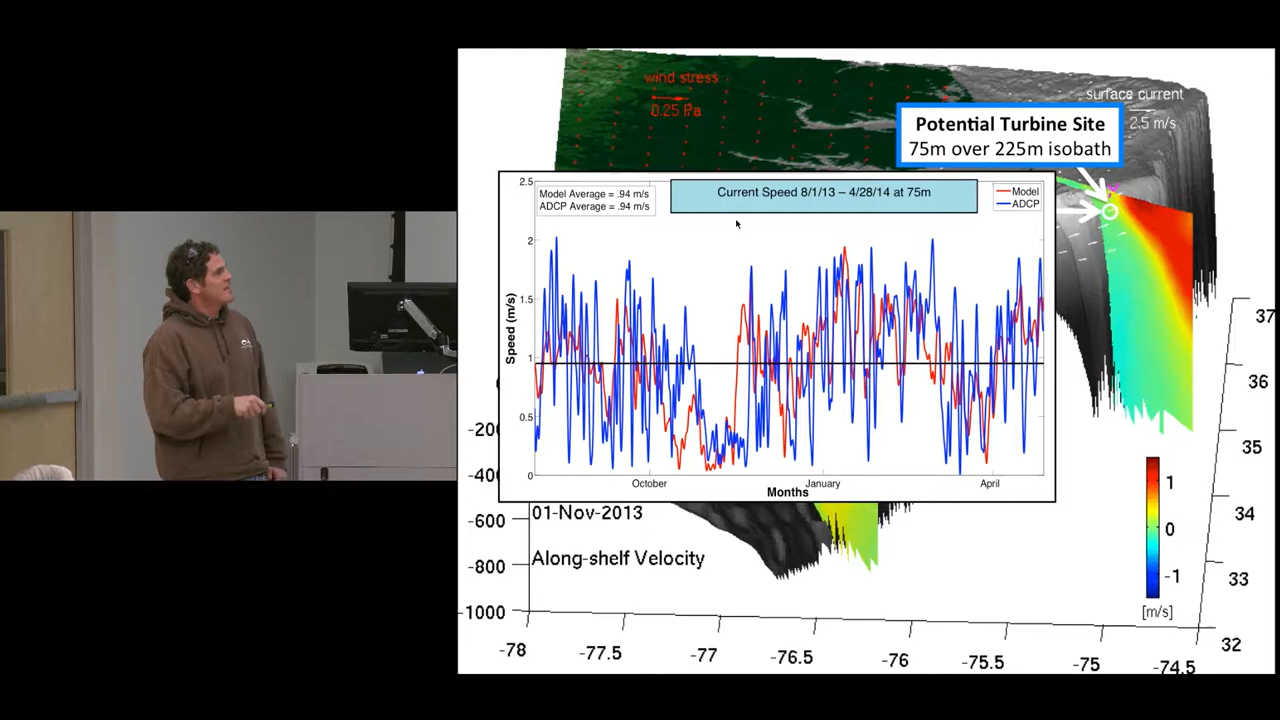 wind stress
0.25 Pa
surface current
2.5 m/s
Potential Turbine Site
75m over 225m isobath
Current Speed 8/1/13 – 4/28/14 at 75m
Model Average = .94 m/s
ADCP Average = .94 m/s
Model
ADCP
2.5
2
1.5
1
0.5
0
Speed (m/s)
October
January
April
Months
-600
-800
-1000
01-Nov-2013
Along-shelf Velocity
-78
-77.5
-77
-76.5
-76
-75.5
-75
-74.5
37
36
35
34
33
32
1
0
-1
[m/s]